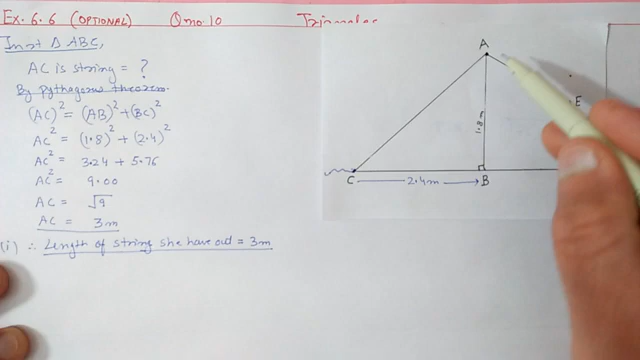 Ex. 6.6 (OPTIONAL) Q no. 10 Triangles
In rt Δ ABC,
AC is string = ?
By pythagorus theorem.
(AC)² = (AB)² + (BC)²
AC² = (1.8)² + (2.4)²
AC² = 3.24 + 5.76
AC² = 9.00
AC = √9
AC = 3m
(i) ∴ Length of string she have out = 3m
A
E
1.8m
C 2.4m B